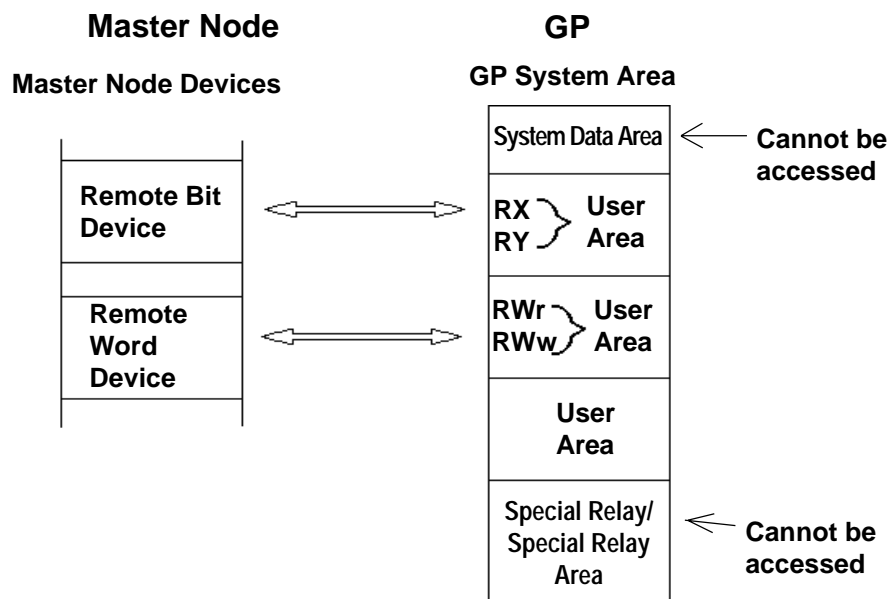 Master Node
GP
Master Node Devices
GP System Area
System Data Area
Cannot be
accessed
Remote Bit
Device
RX
RY
User
Area
Remote
Word
Device
RWr
RWw
User
Area
User
Area
Special Relay/
Special Relay
Area
Cannot be
accessed